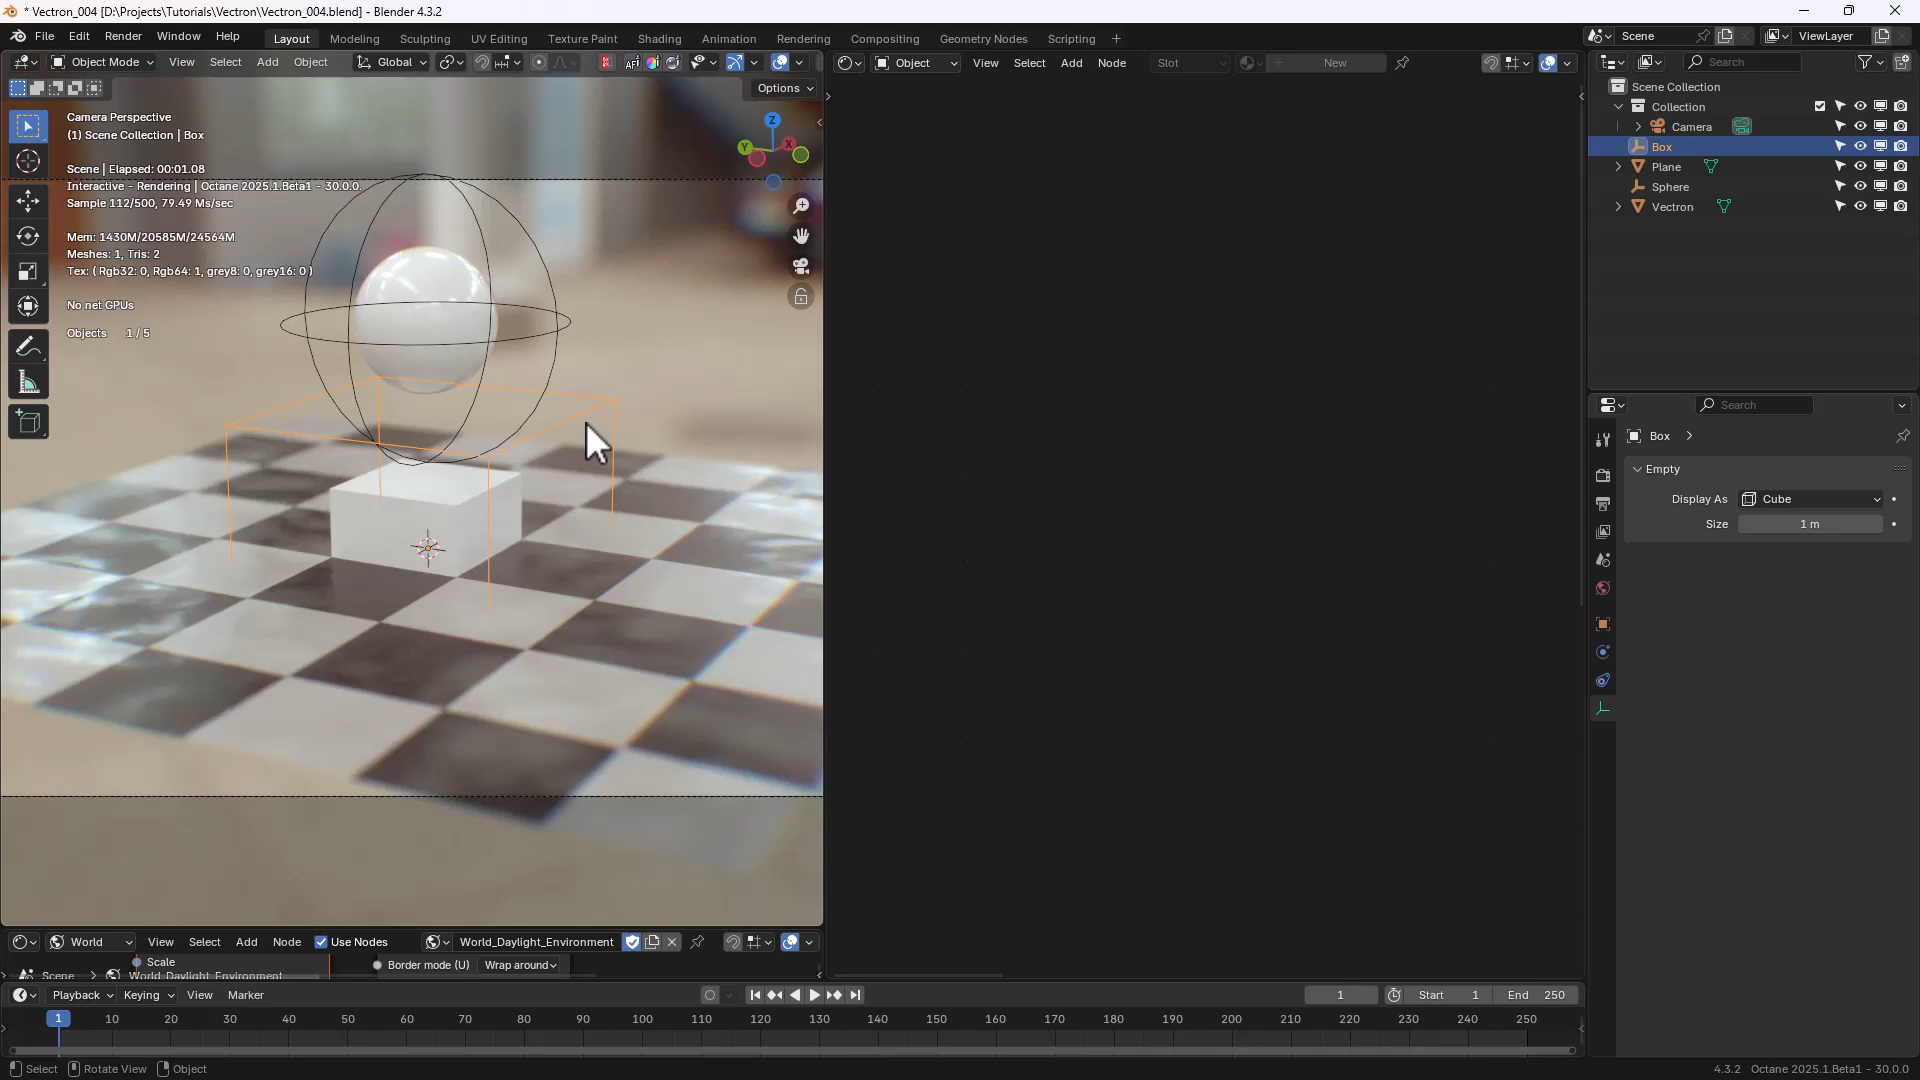 * Vectron_004 [D:\Projects\Tutorials\Vectron\Vectron_004.blend] - Blender 4.3.2
File Edit Render Window Help Layout Modeling Sculpting UV Editing Texture Paint Shading Animation Rendering Compositing Geometry Nodes Scripting + Scene ViewLayer
Object Mode View Select Add Object Global
Object View Select Add Node Slot New
Search
Options
Camera Perspective
(1) Scene Collection | Box
Scene | Elapsed: 00:01.08
Interactive - Rendering | Octane 2025.1.Beta1 - 30.0.0.
Sample 112/500, 79.49 Ms/sec
Mem: 1430M/20585M/24564M
Meshes: 1, Tris: 2
Tex: ( Rgb32: 0, Rgb64: 1, grey8: 0, grey16: 0 )
No net GPUs
Objects 1 / 5
Z
Y
X
Scene Collection
Collection
Camera
Box
Plane
Sphere
Vectron
Search
Box
Empty
Display As Cube
Size 1 m
World View Select Add Node Use Nodes World_Daylight_Environment
Scale
Border mode (U) Wrap around
Scene World_Daylight_Environment
Playback Keying View Marker 1 Start 1 End 250
1 10 20 30 40 50 60 70 80 90 100 110 120 130 140 150 160 170 180 190 200 210 220 230 240 250
Select Rotate View Object
4.3.2 Octane 2025.1.Beta1 - 30.0.0